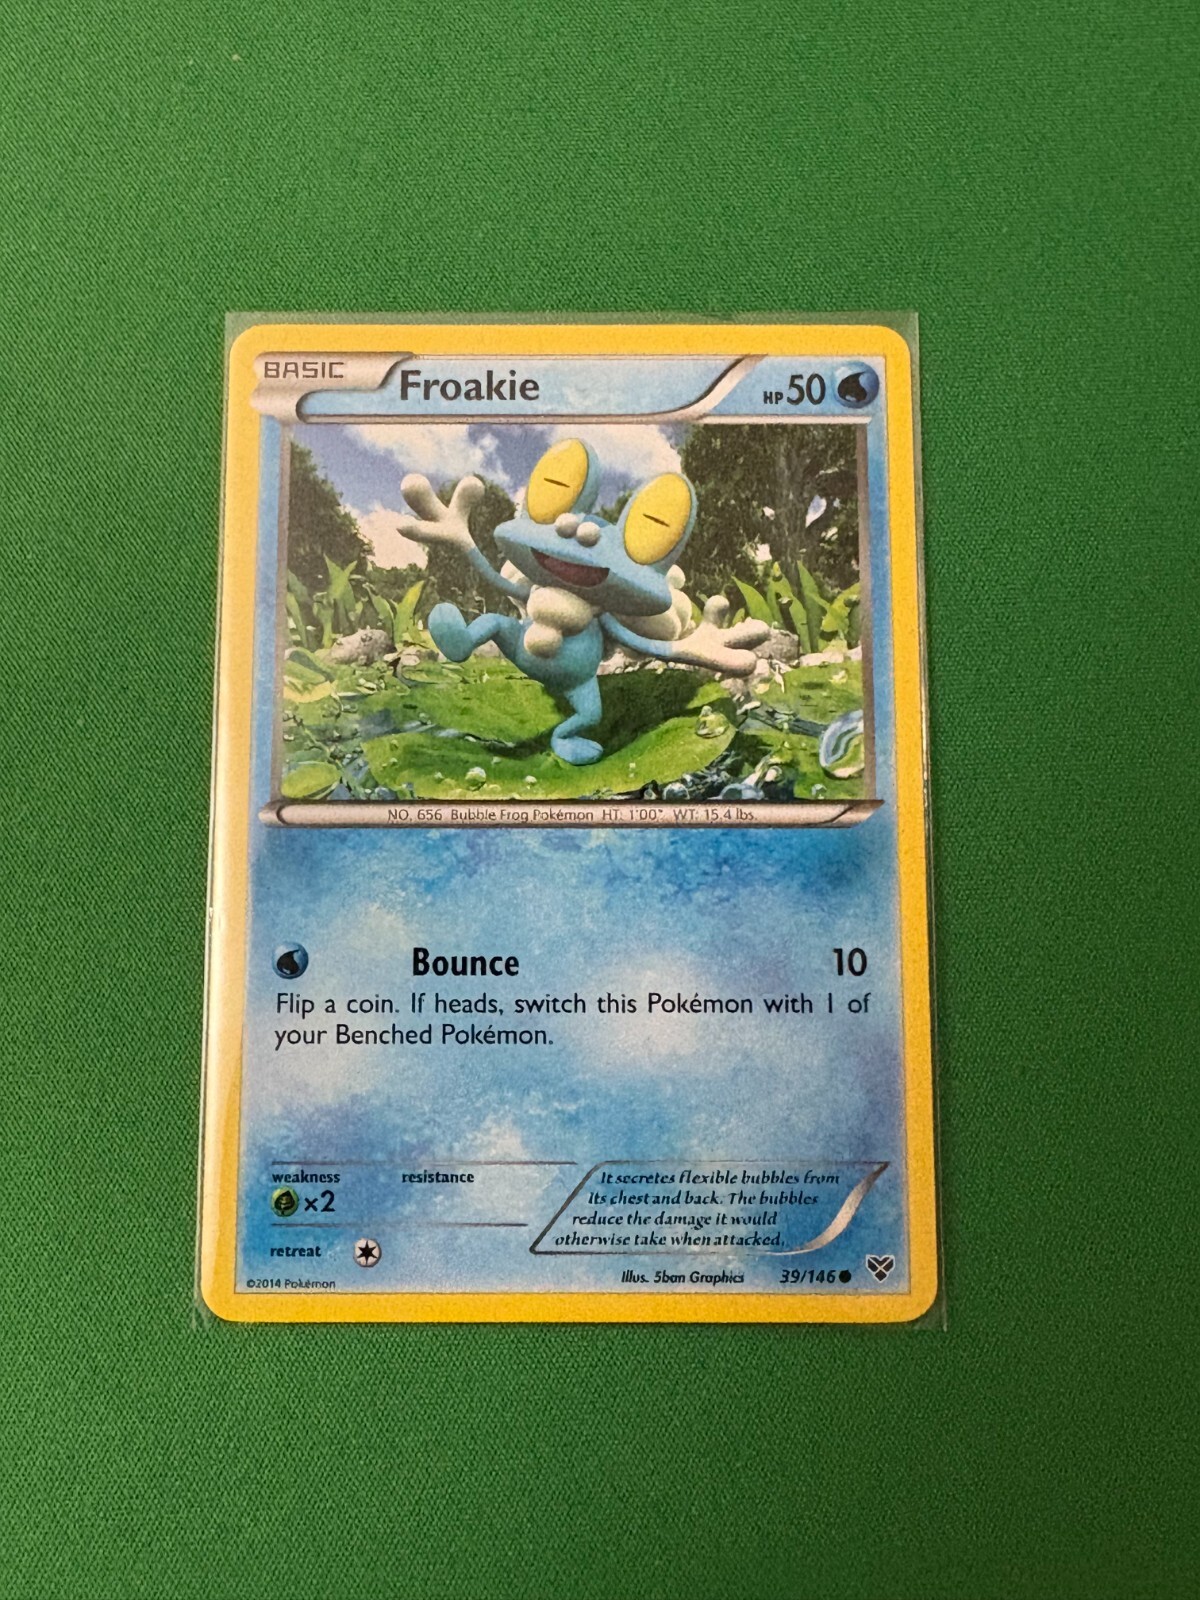 BASIC
Froakie
HP 50
NO. 656 Bubble Frog Pokémon HT: 1'00" WT: 15.4 lbs.
Bounce 10
Flip a coin. If heads, switch this Pokémon with 1 of
your Benched Pokémon.
weakness resistance
×2
It secretes flexible bubbles from
its chest and back. The bubbles
reduce the damage it would
otherwise take when attacked.
retreat
©2014 Pokémon
Illus. 5ban Graphics 39/146